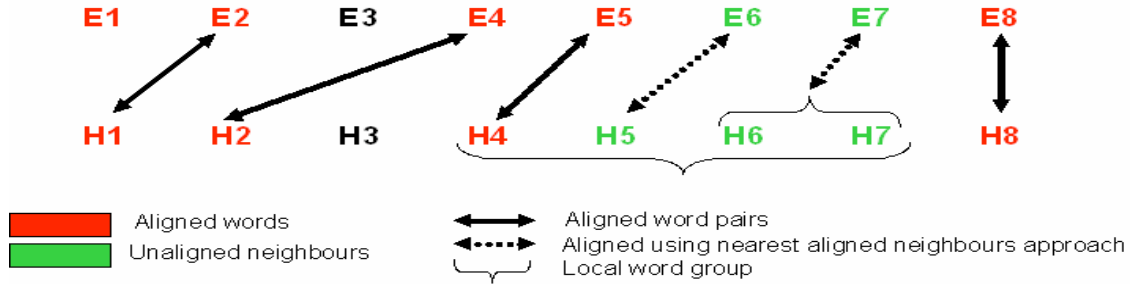 E1 E2 E3 E4 E5 E6 E7 E8
H1 H2 H3 H4 H5 H6 H7 H8
Aligned words
Unaligned neighbours
Aligned word pairs
Aligned using nearest aligned neighbours approach
Local word group